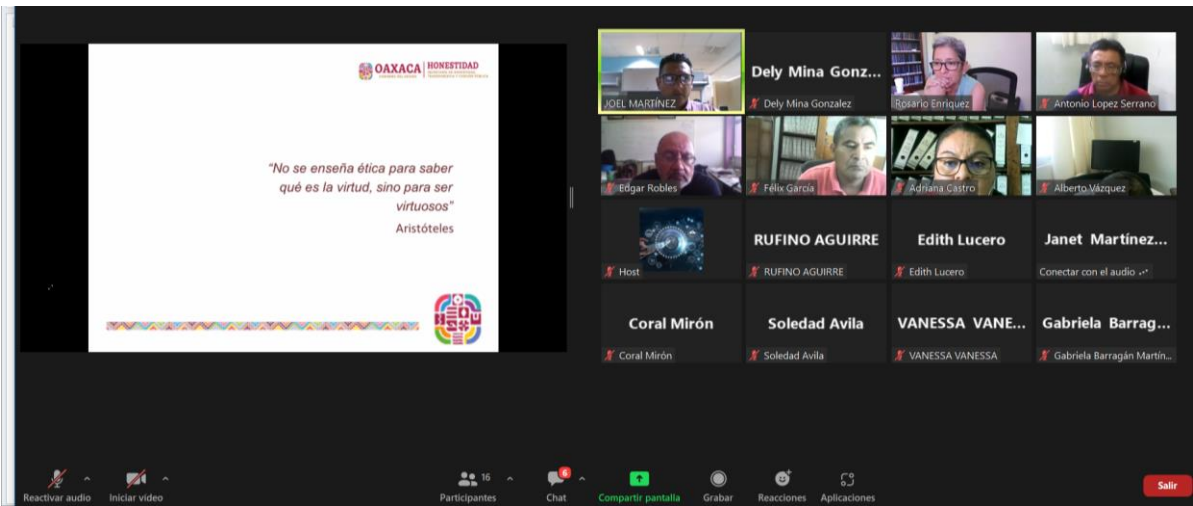 OAXACA
HONESTIDAD
"No se enseña ética para saber
qué es la virtud, sino para ser
virtuosos"
Aristóteles
JOEL MARTÍNEZ
Dely Mina Gonz...
Dely Mina Gonzalez
Rosario Enriquez
Antonio Lopez Serrano
Edgar Robles
Félix García
Adriana Castro
Alberto Vázquez
Host
RUFINO AGUIRRE
RUFINO AGUIRRE
Edith Lucero
Edith Lucero
Janet Martínez...
Conectar con el audio
Coral Mirón
Coral Mirón
Soledad Avila
Soledad Avila
VANESSA VANE...
VANESSA VANESSA
Gabriela Barrag...
Gabriela Barragán Martín...
Reactivar audio
Iniciar video
16
Participantes
6
Chat
Compartir pantalla
Grabar
Reacciones
Aplicaciones
Salir